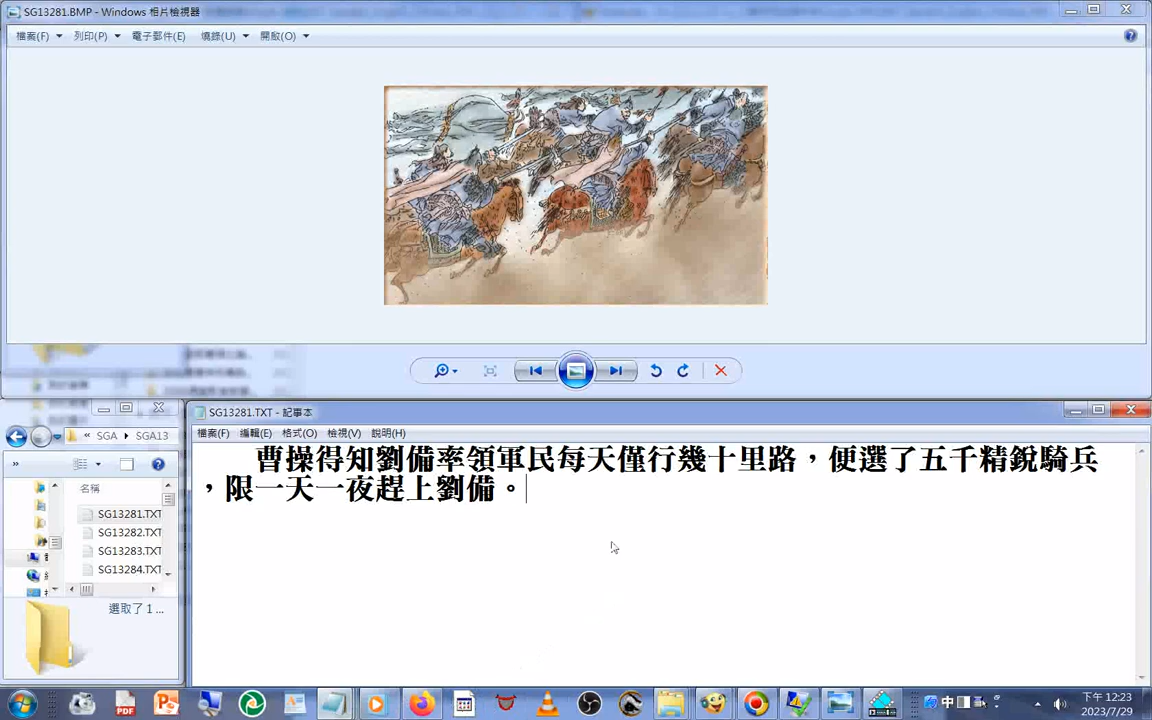 SG13281.BMP - Windows 相片檢視器
檔案(F) 列印(P) 電子郵件(E) 燒錄(U) 開啟(O)
SG13281.TXT - 記事本
檔案(F) 編輯(E) 格式(O) 檢視(V) 說明(H)
曹操得知劉備率領軍民每天僅行幾十里路，便選了五千精銳騎兵
，限一天一夜趕上劉備。
« SGA ▸ SGA13
»
名稱
SG13281.TXT
SG13282.TXT
SG13283.TXT
SG13284.TXT
選取了 1 ...
PDF
中
下午 12:23
2023/7/29